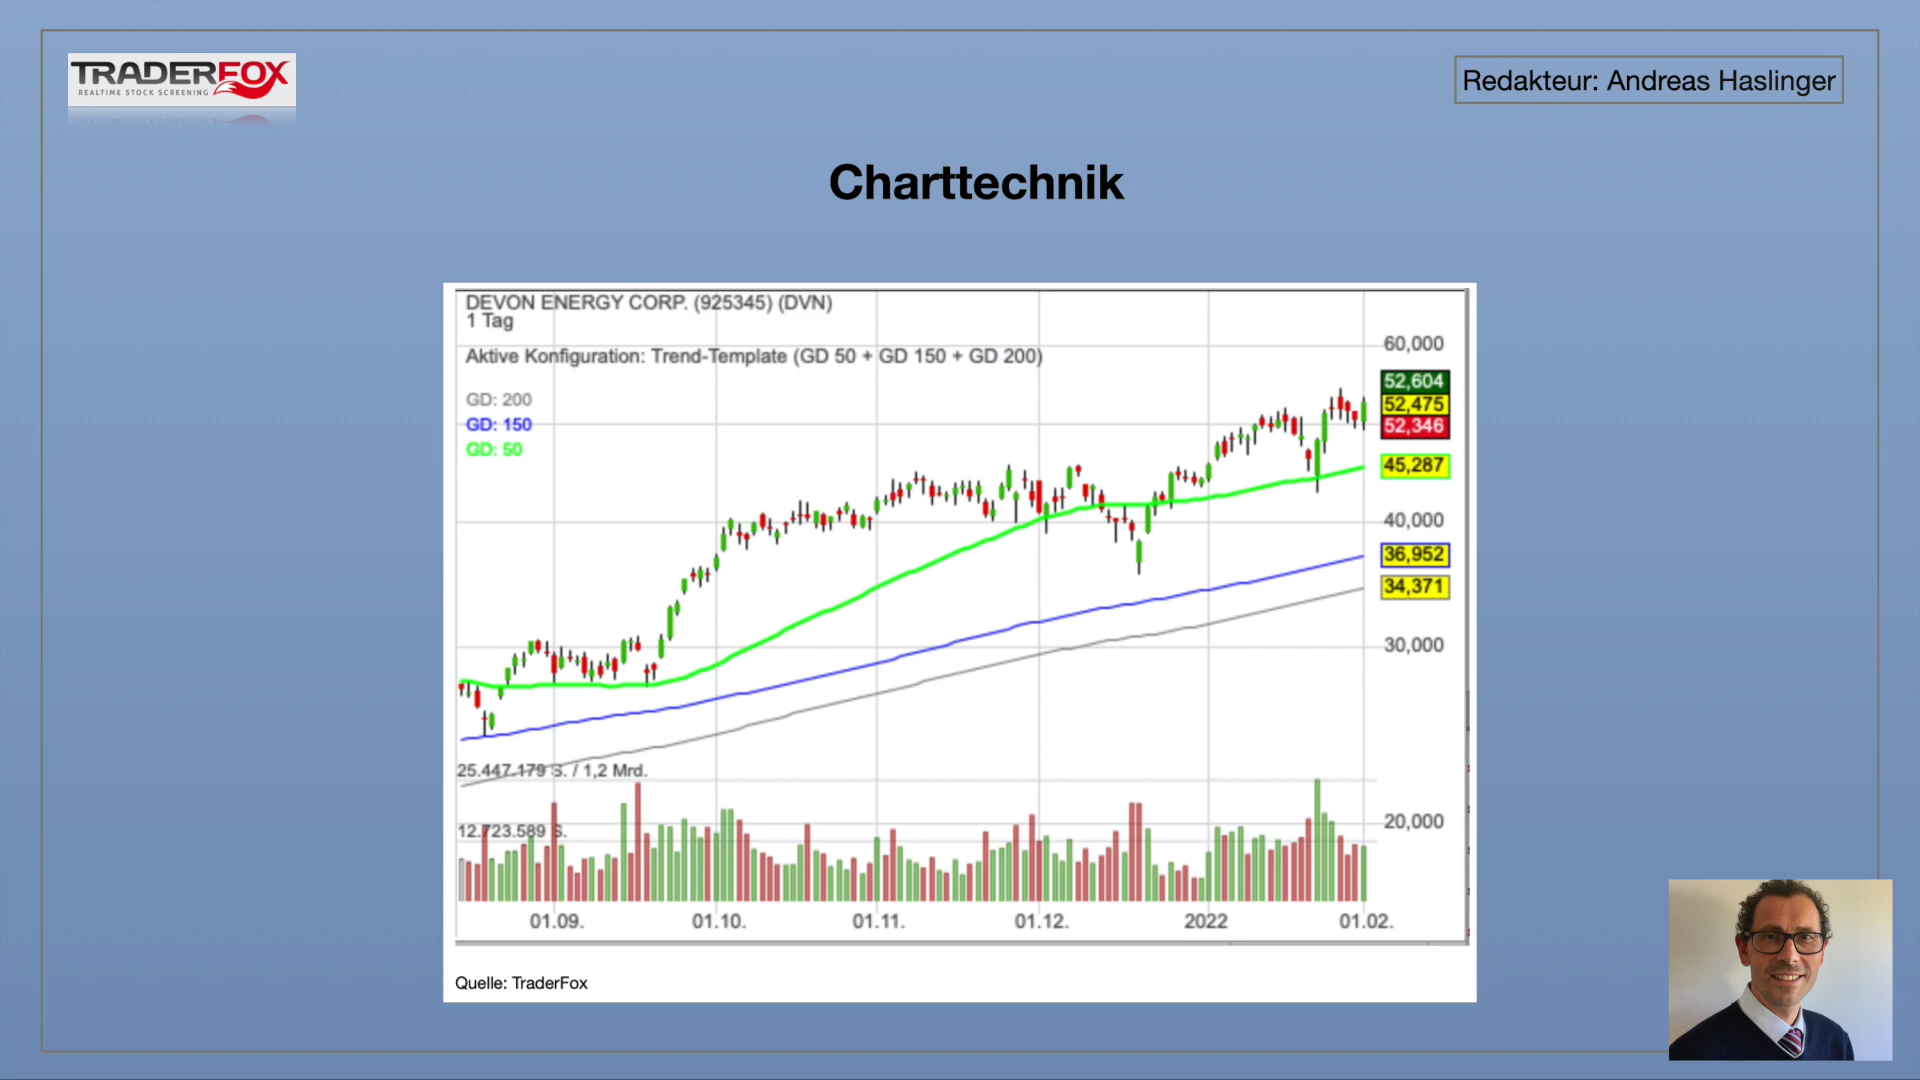 TRADERFOX
REALTIME STOCK SCREENING
Redakteur: Andreas Haslinger
Charttechnik
DEVON ENERGY CORP. (925345) (DVN)
1 Tag
Aktive Konfiguration: Trend-Template (GD 50 + GD 150 + GD 200)
60,000
52,604
GD: 200
52,475
GD: 150
52,346
GD: 50
45,287
40,000
36,952
34,371
30,000
25.447.179 S. / 1,2 Mrd.
12.723.589 S.
20,000
01.09.
01.10.
01.11.
01.12.
2022
01.02.
Quelle: TraderFox